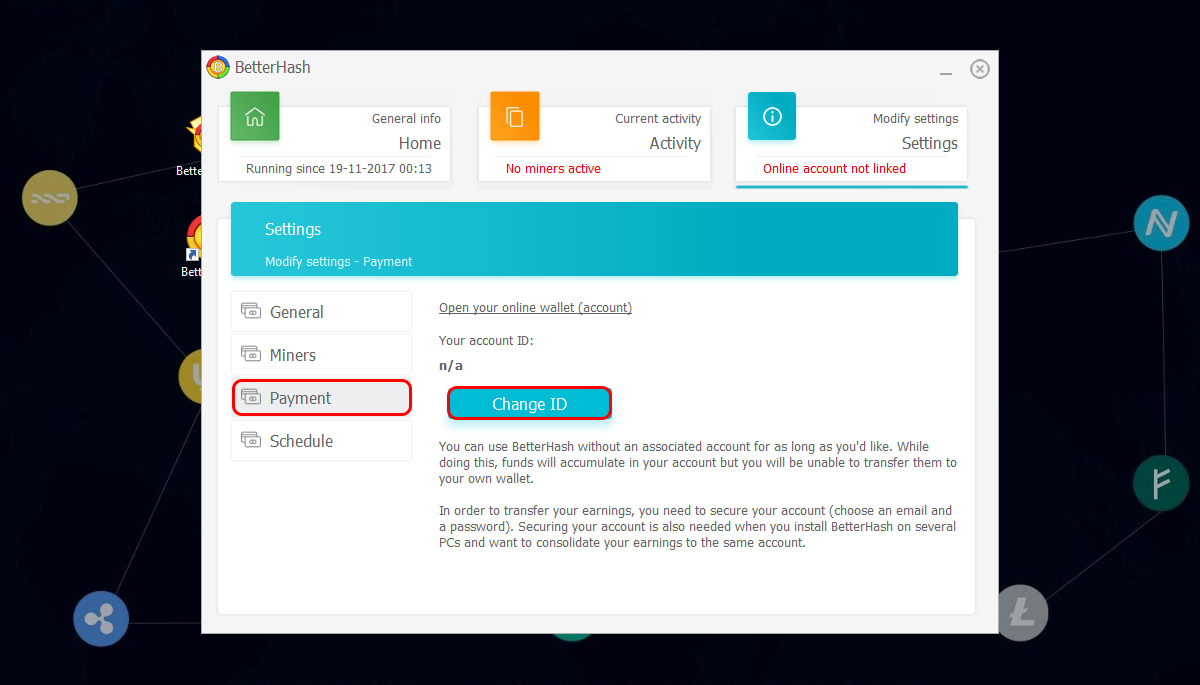 BetterHash
General info
Home
Running since 19-11-2017 00:13
Current activity
Activity
No miners active
Modify settings
Settings
Online account not linked
Bette
Bett
Settings
Modify settings - Payment
General
Miners
Payment
Schedule
Open your online wallet (account)
Your account ID:
n/a
Change ID
You can use BetterHash without an associated account for as long as you'd like. While
doing this, funds will accumulate in your account but you will be unable to transfer them to
your own wallet.
In order to transfer your earnings, you need to secure your account (choose an email and
a password). Securing your account is also needed when you install BetterHash on several
PCs and want to consolidate your earnings to the same account.